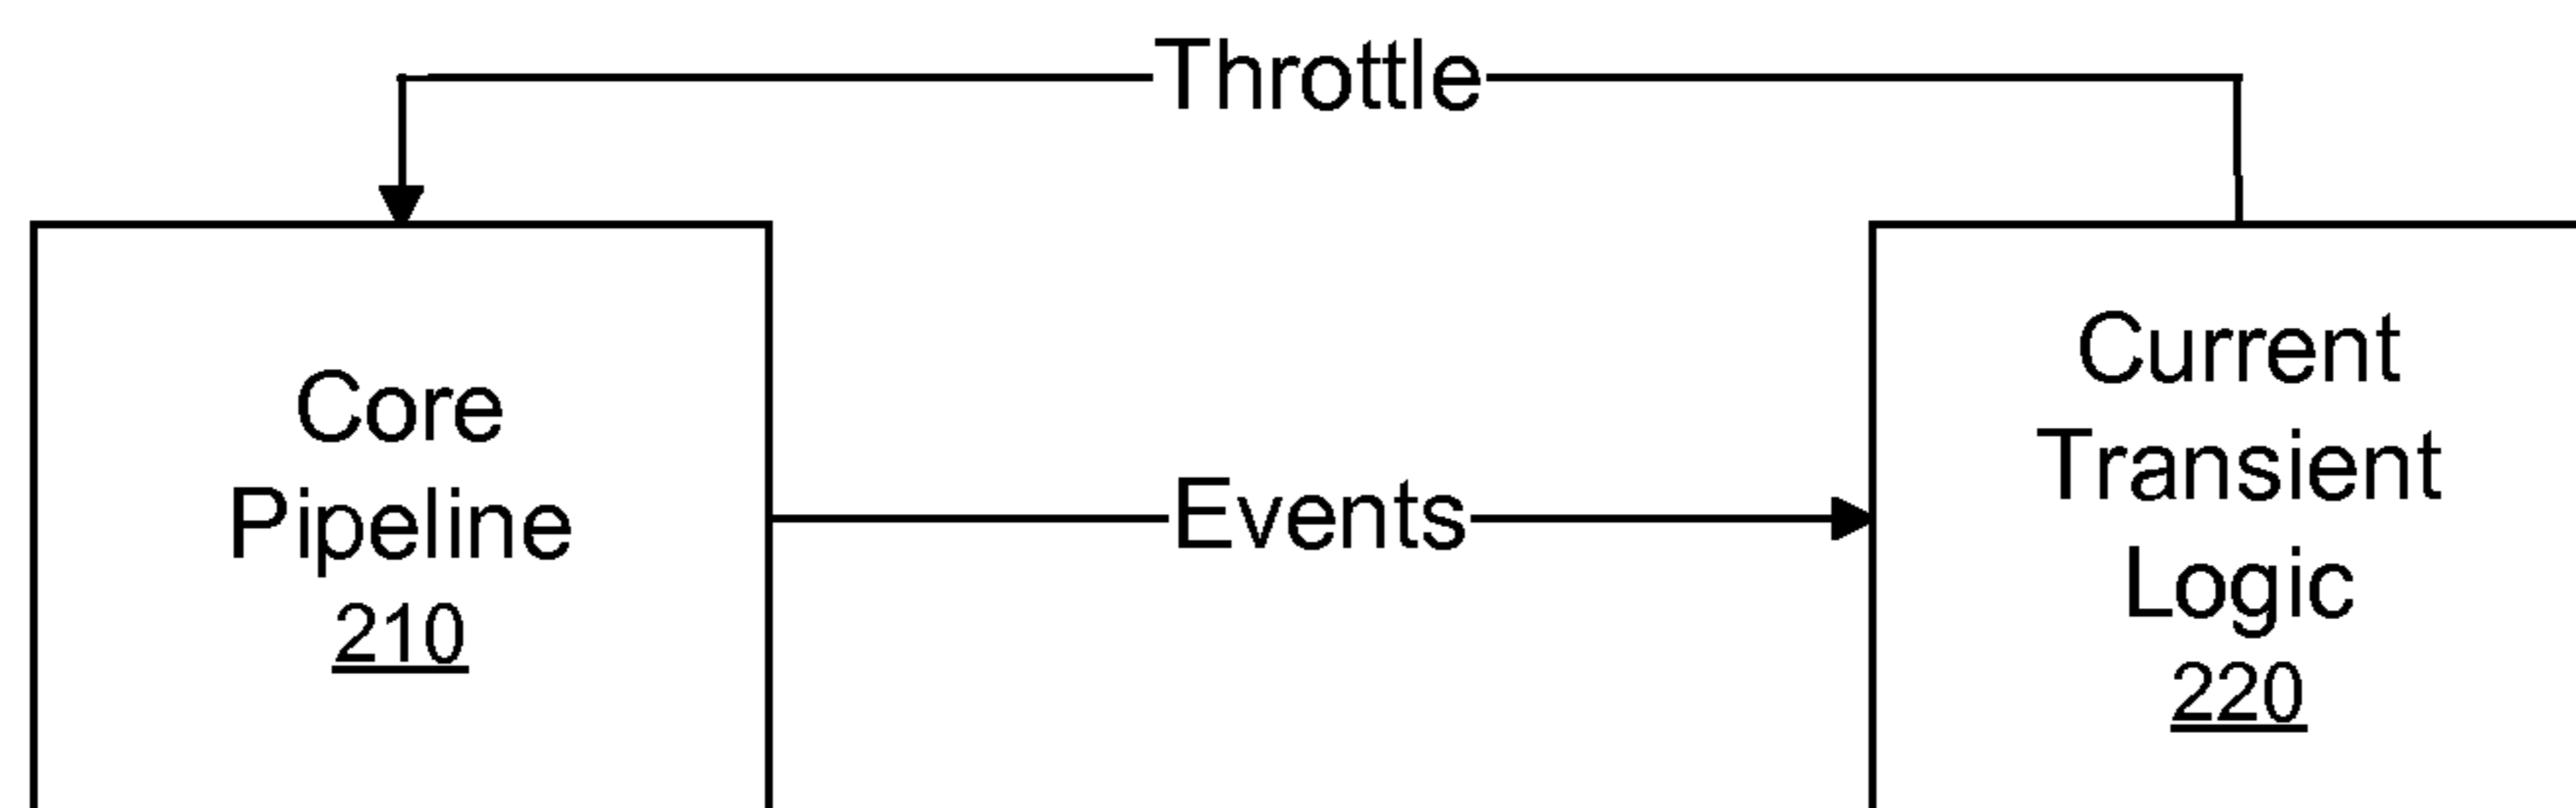 Throttle
Core
Pipeline
210
Events
Current
Transient
Logic
220